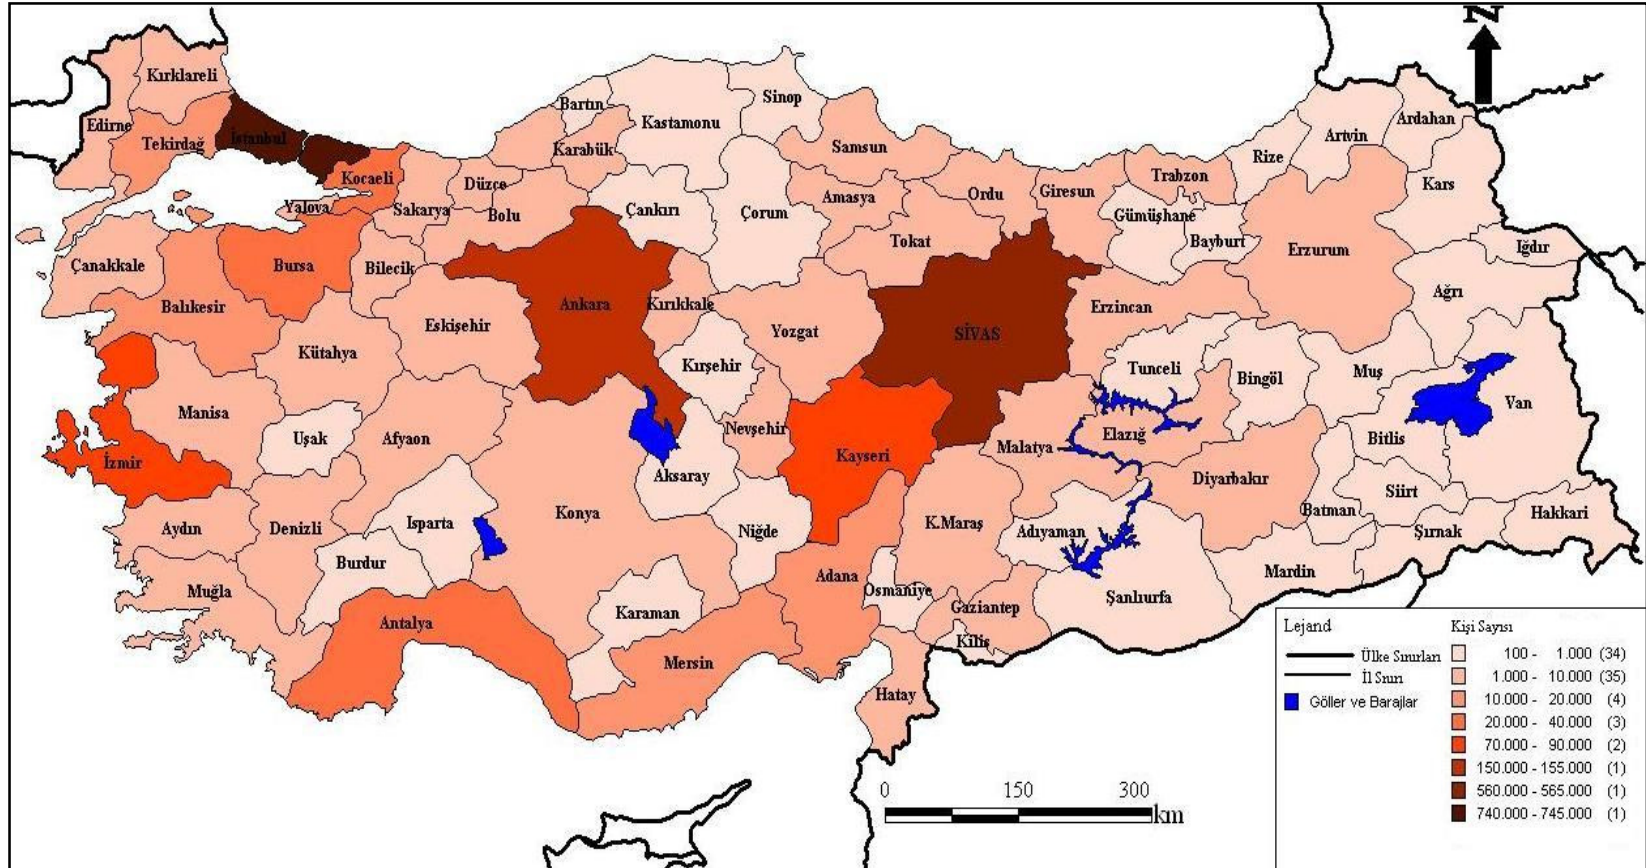 N
Kırklareli
Edirne
Tekirdağ
İstanbul
Kocaeli
Yalova
Sakarya
Düzce
Bolu
Bartın
Karabük
Kastamonu
Sinop
Çankırı
Çorum
Samsun
Amasya
Tokat
Ordu
Giresun
Trabzon
Gümüşhane
Bayburt
Rize
Artvin
Ardahan
Kars
Iğdır
Ağrı
Erzurum
Erzincan
Çanakkale
Balıkesir
Bursa
Bilecik
Eskişehir
Kütahya
Ankara
Kırıkkale
Kırşehir
Yozgat
SİVAS
Tunceli
Bingöl
Muş
Van
Bitlis
Manisa
Uşak
Afyaon
İzmir
Nevşehir
Aksaray
Kayseri
Malatya
Elazığ
Diyarbakır
Batman
Siirt
Şırnak
Hakkari
Aydın
Denizli
Isparta
Burdur
Konya
Niğde
K.Maraş
Adıyaman
Mardin
Şanlıurfa
Muğla
Antalya
Karaman
Mersin
Adana
Osmaniye
Gaziantep
Kilis
Hatay
0 150 300
km
Lejand
Ülke Sınırları
İl Sınırı
Göller ve Barajlar
Kişi Sayısı
100 - 1.000 (34)
1.000 - 10.000 (35)
10.000 - 20.000 (4)
20.000 - 40.000 (3)
70.000 - 90.000 (2)
150.000 - 155.000 (1)
560.000 - 565.000 (1)
740.000 - 745.000 (1)